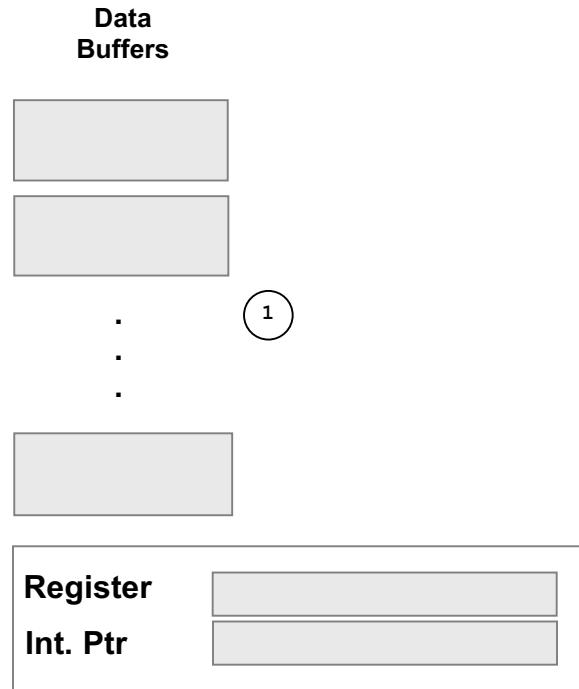 Data
Buffers
.
1
.
.
Register
Int. Ptr